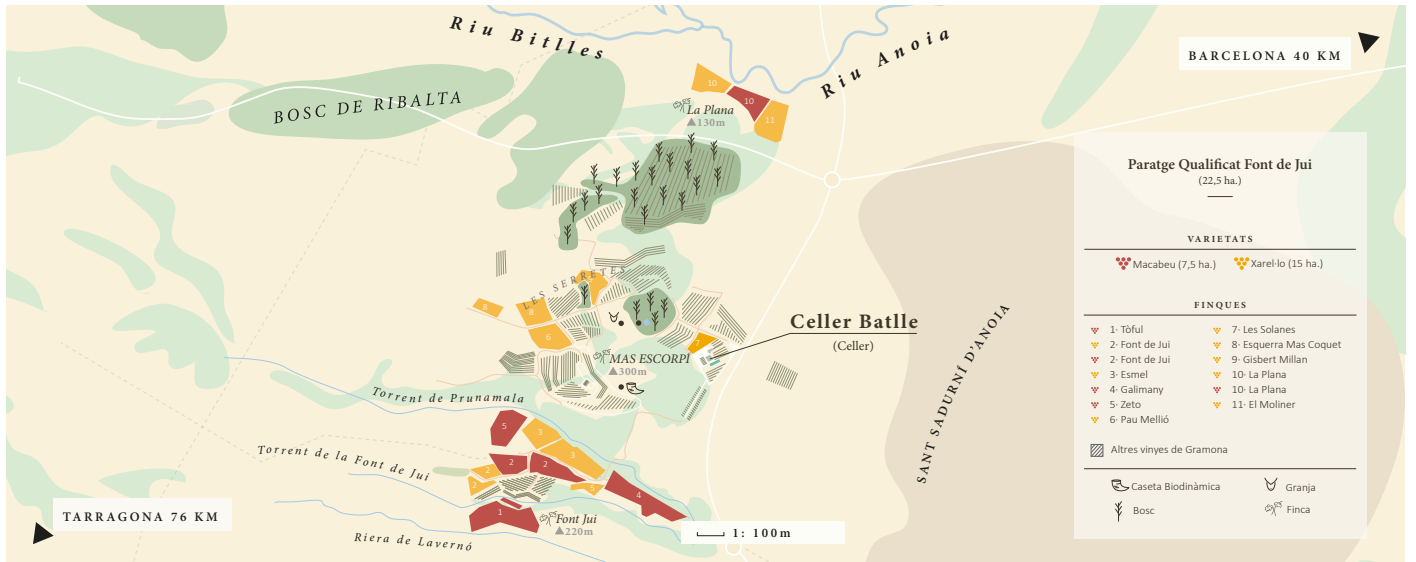 Riu Bitlles
Riu Anoia
BARCELONA 40 KM
BOSC DE RIBALTA
10
10
11
La Plana
130m
LES SERRETES
8
8
6
7
Celler Batlle
(Celler)
MAS ESCORPÍ
300m
SANT SADURNÍ D'ANOIA
Torrent de Prunamala
5
3
3
Torrent de la Font de Jui
2
2
2
2
4
1
Font Jui
220m
Riera de Lavernó
TARRAGONA 76 KM
1: 100m
Paratge Qualificat Font de Jui
(22,5 ha.)
VARIETATS
Macabeu (7,5 ha.)
Xarel·lo (15 ha.)
FINQUES
1· Tòful
2· Font de Jui
2· Font de Jui
3· Esmel
4· Galimany
5· Zeto
6· Pau Mellió
7· Les Solanes
8· Esquerra Mas Coquet
9· Gisbert Millan
10· La Plana
10· La Plana
11· El Moliner
Altres vinyes de Gramona
Caseta Biodinàmica
Granja
Bosc
Finca